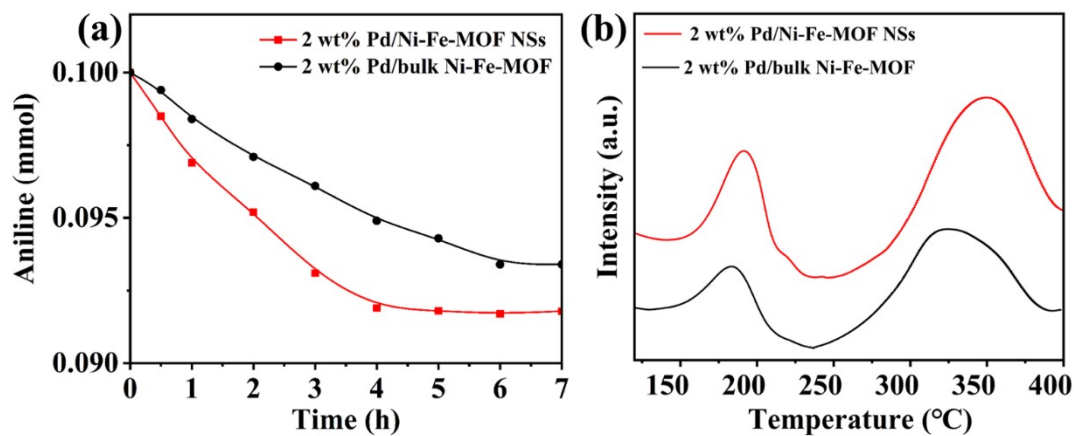 (a)
2 wt% Pd/Ni-Fe-MOF NSs
2 wt% Pd/bulk Ni-Fe-MOF
Aniline (mmol)
0.100
0.095
0.090
0 1 2 3 4 5 6 7
Time (h)
(b)
2 wt% Pd/Ni-Fe-MOF NSs
2 wt% Pd/bulk Ni-Fe-MOF
Intensity (a.u.)
150 200 250 300 350 400
Temperature (°C)